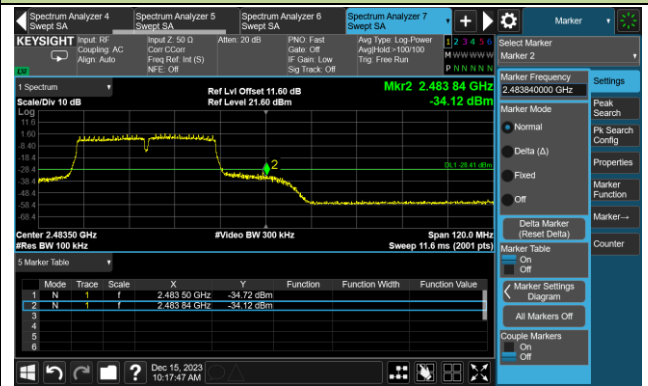 Spectrum Analyzer 4
Swept SA
Spectrum Analyzer 5
Swept SA
Spectrum Analyzer 6
Swept SA
Spectrum Analyzer 7
Swept SA
Marker
KEYSIGHT
Input: RF
Coupling: AC
Align: Auto
Input Z: 50 Ω
Corr CCorr
Freq Ref: Int (S)
NFE: Off
Atten: 20 dB
PNO: Fast
Gate: Off
IF Gain: Low
Sig Track: Off
Avg Type: Log-Power
Avg|Hold:>100/100
Trig: Free Run
1 2 3 4 5 6
M W W W W W
P N N N N N
LXI
Select Marker
Marker 2
1 Spectrum
Scale/Div 10 dB
Ref Lvl Offset 11.60 dB
Ref Level 21.60 dBm
Mkr2 2.483 84 GHz
-34.12 dBm
Log
11.6
1.60
-8.40
-18.4
-28.4
-38.4
-48.4
-58.4
-68.4
2
DL1 -28.41 dBm
Center 2.48350 GHz
#Res BW 100 kHz
#Video BW 300 kHz
Span 120.0 MHz
Sweep 11.6 ms (2001 pts)
5 Marker Table
Mode Trace Scale X Y Function Function Width Function Value
1 N 1 f 2.483 50 GHz -34.72 dBm
2 N 1 f 2.483 84 GHz -34.12 dBm
3
4
5
6
Marker Frequency
2.483840000 GHz
Marker Mode
Normal
Delta (Δ)
Fixed
Off
Delta Marker
(Reset Delta)
Marker Table
On
Off
Marker Settings
Diagram
All Markers Off
Couple Markers
On
Off
Settings
Peak
Search
Pk Search
Config
Properties
Marker
Function
Marker→
Counter
?
Dec 15, 2023
10:17:47 AM